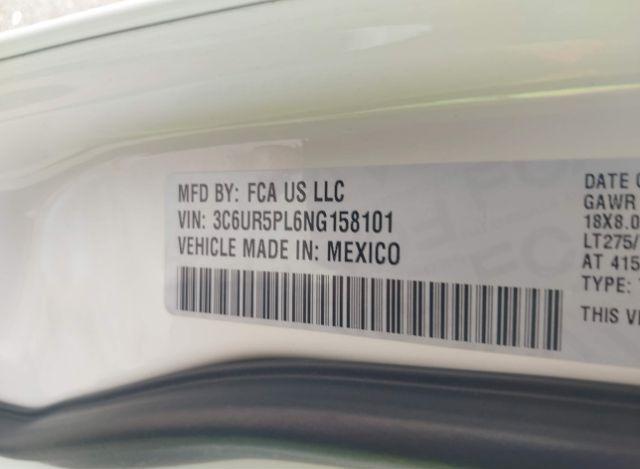 MFD BY: FCA US LLC
VIN: 3C6UR5PL6NG158101
VEHICLE MADE IN: MEXICO
DATE O
GAWR
18X8.0
LT275/
AT 415
TYPE:
THIS VE